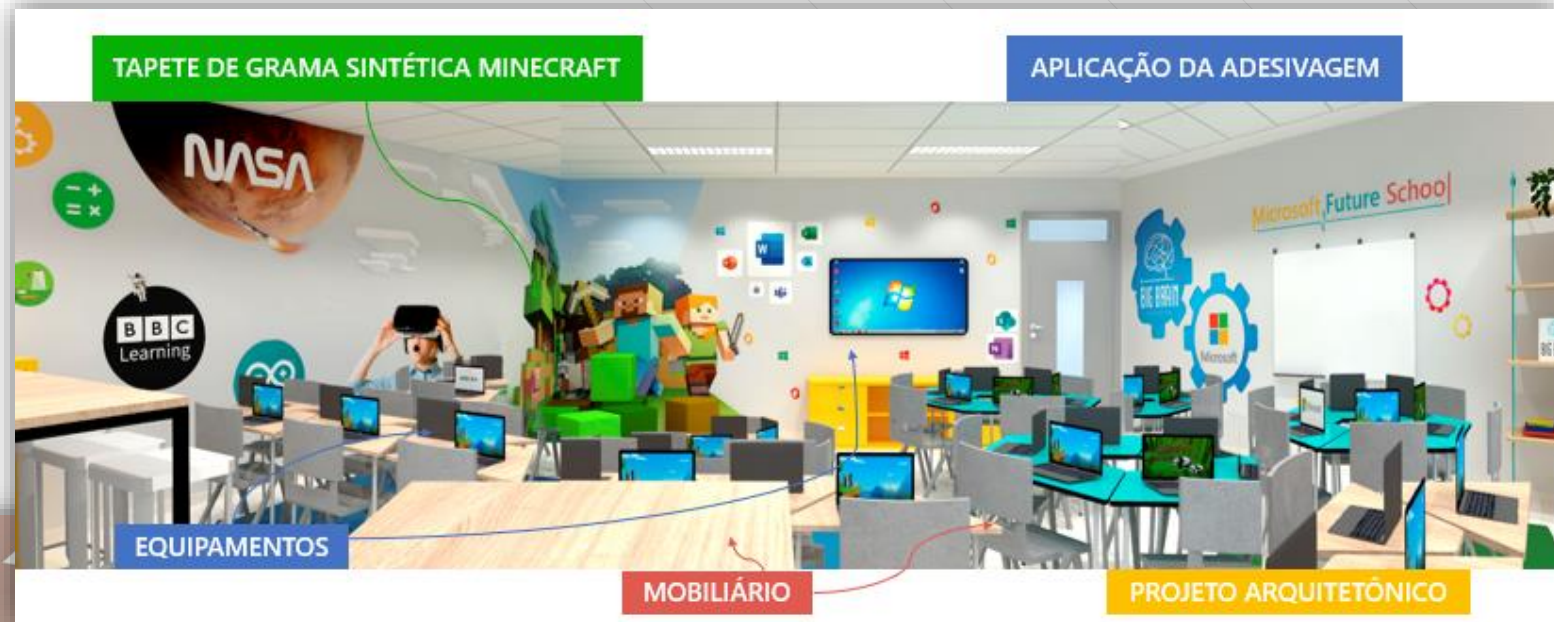 TAPETE DE GRAMA SINTÉTICA MINECRAFT
APLICAÇÃO DA ADESIVAGEM
NASA
BBC
Learning
W
BIG BRAIN
Microsoft
Microsoft Future School
EQUIPAMENTOS
MOBILIÁRIO
PROJETO ARQUITETÔNICO